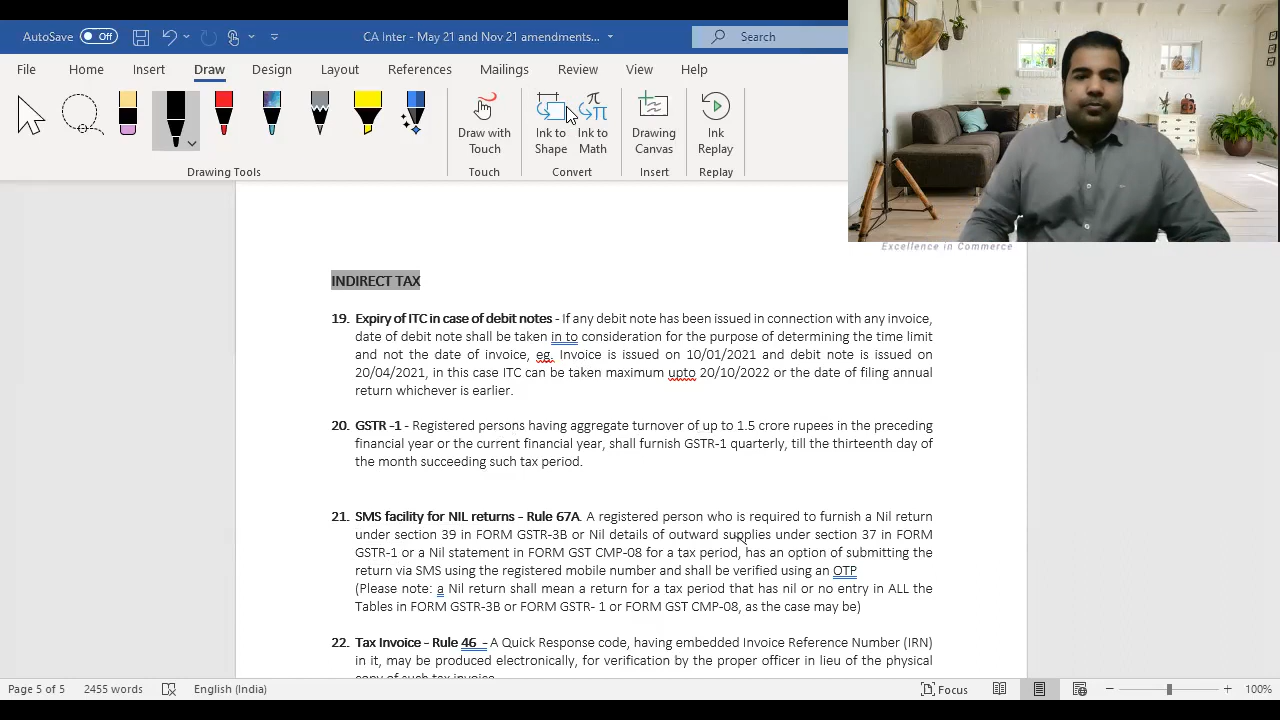 AutoSave Off
CA Inter - May 21 and Nov 21 amendments...
Search
File Home Insert Draw Design Layout References Mailings Review View Help
Draw with Touch
Ink to Shape
Ink to Math
Drawing Canvas
Ink Replay
Drawing Tools
Touch
Convert
Insert
Replay
Excellence in Commerce
INDIRECT TAX
19. Expiry of ITC in case of debit notes - If any debit note has been issued in connection with any invoice,
date of debit note shall be taken in to consideration for the purpose of determining the time limit
and not the date of invoice, eg. Invoice is issued on 10/01/2021 and debit note is issued on
20/04/2021, in this case ITC can be taken maximum upto 20/10/2022 or the date of filing annual
return whichever is earlier.
20. GSTR -1 - Registered persons having aggregate turnover of up to 1.5 crore rupees in the preceding
financial year or the current financial year, shall furnish GSTR-1 quarterly, till the thirteenth day of
the month succeeding such tax period.
21. SMS facility for NIL returns - Rule 67A. A registered person who is required to furnish a Nil return
under section 39 in FORM GSTR-3B or Nil details of outward supplies under section 37 in FORM
GSTR-1 or a Nil statement in FORM GST CMP-08 for a tax period, has an option of submitting the
return via SMS using the registered mobile number and shall be verified using an OTP
(Please note: a Nil return shall mean a return for a tax period that has nil or no entry in ALL the
Tables in FORM GSTR-3B or FORM GSTR- 1 or FORM GST CMP-08, as the case may be)
22. Tax Invoice - Rule 46 - A Quick Response code, having embedded Invoice Reference Number (IRN)
in it, may be produced electronically, for verification by the proper officer in lieu of the physical
copy of such tax invoice.
Page 5 of 5 2455 words English (India) Focus 100%